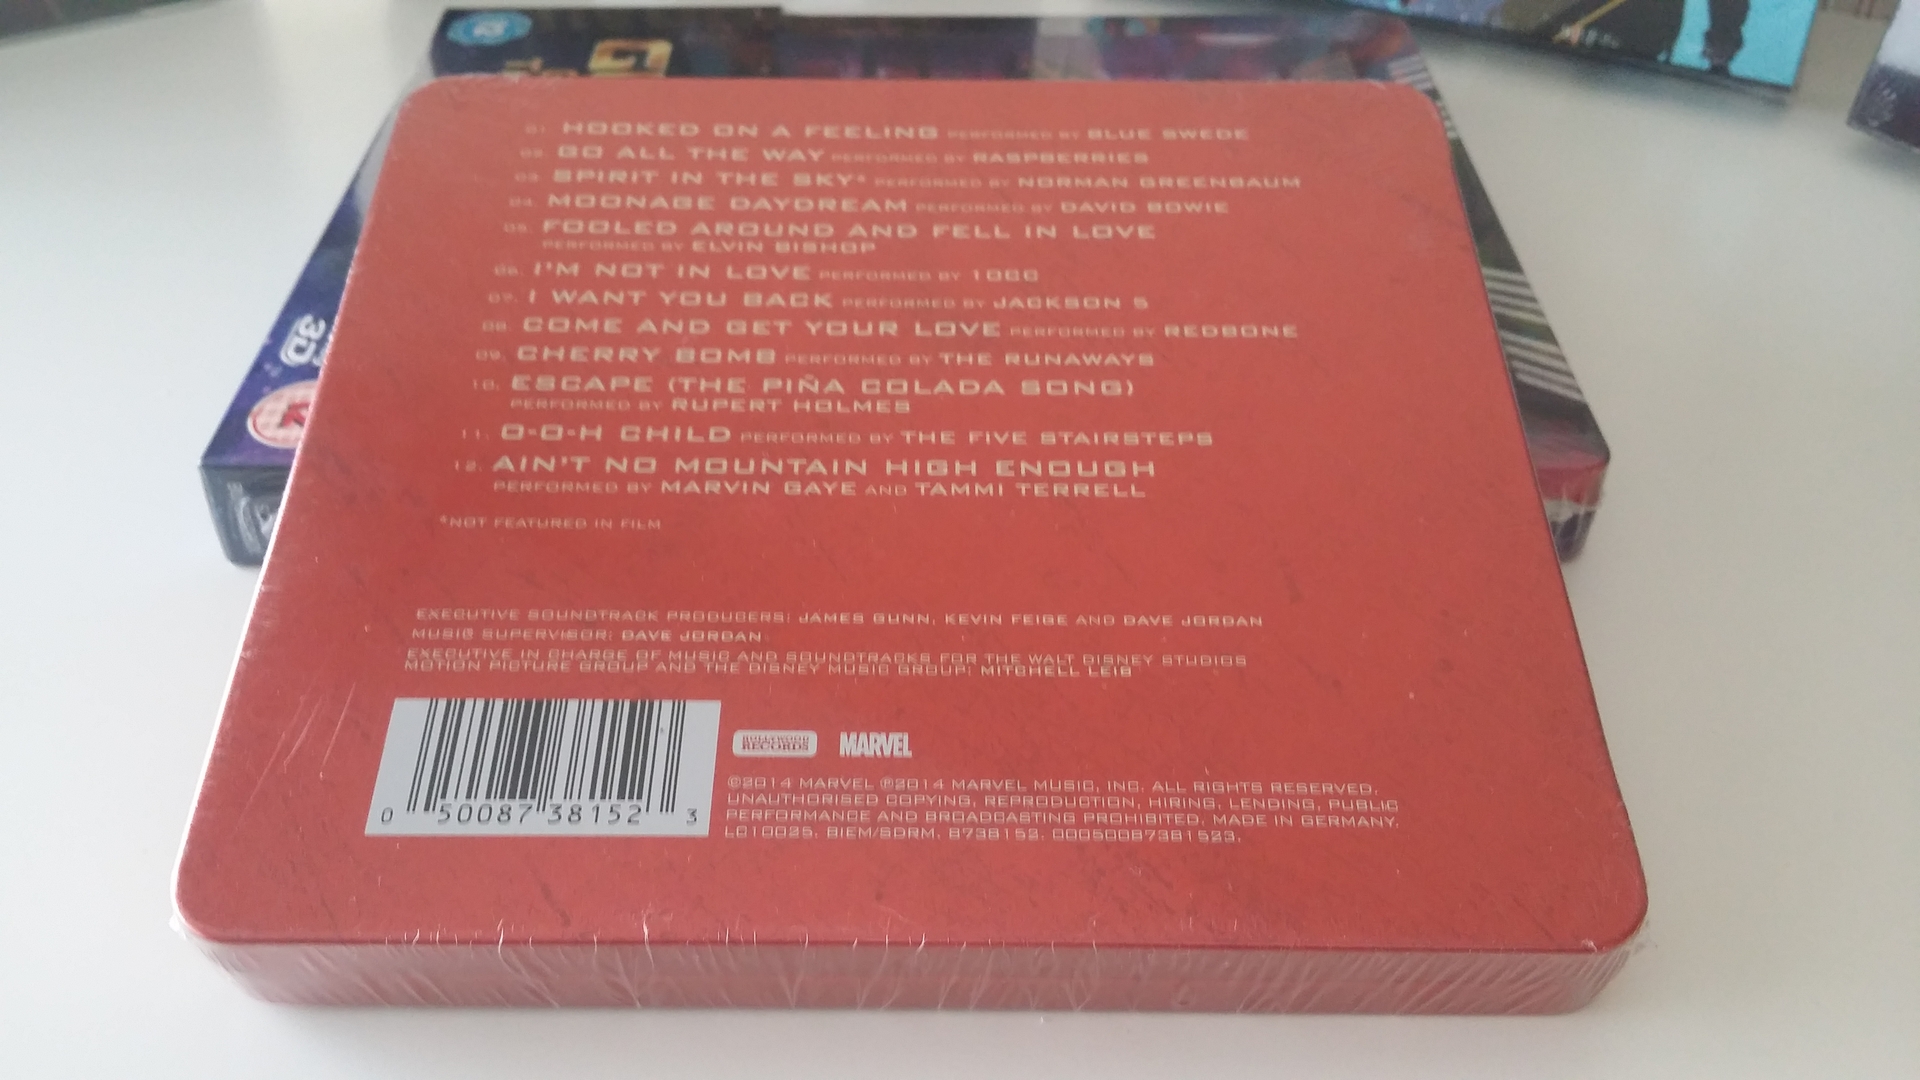 3D
01. HOOKED ON A FEELING PERFORMED BY BLUE SWEDE
02. GO ALL THE WAY PERFORMED BY RASPBERRIES
03. SPIRIT IN THE SKY* PERFORMED BY NORMAN GREENBAUM
04. MOONAGE DAYDREAM PERFORMED BY DAVID BOWIE
05. FOOLED AROUND AND FELL IN LOVE
PERFORMED BY ELVIN BISHOP
06. I'M NOT IN LOVE PERFORMED BY 10CC
07. I WANT YOU BACK PERFORMED BY JACKSON 5
08. COME AND GET YOUR LOVE PERFORMED BY REDBONE
09. CHERRY BOMB PERFORMED BY THE RUNAWAYS
10. ESCAPE (THE PIÑA COLADA SONG)
PERFORMED BY RUPERT HOLMES
11. O-O-H CHILD PERFORMED BY THE FIVE STAIRSTEPS
12. AIN'T NO MOUNTAIN HIGH ENOUGH
PERFORMED BY MARVIN GAYE AND TAMMI TERRELL
*NOT FEATURED IN FILM
EXECUTIVE SOUNDTRACK PRODUCERS: JAMES GUNN, KEVIN FEIGE AND DAVE JORDAN
MUSIC SUPERVISOR: DAVE JORDAN
EXECUTIVE IN CHARGE OF MUSIC AND SOUNDTRACKS FOR THE WALT DISNEY STUDIOS
MOTION PICTURE GROUP AND THE DISNEY MUSIC GROUP: MITCHELL LEIB
0 50087 38152 3
HOLLYWOOD RECORDS
MARVEL
©2014 MARVEL ℗2014 MARVEL MUSIC, INC. ALL RIGHTS RESERVED.
UNAUTHORISED COPYING, REPRODUCTION, HIRING, LENDING, PUBLIC
PERFORMANCE AND BROADCASTING PROHIBITED. MADE IN GERMANY.
LC10025. BIEM/SDRM. 8738152. 00050087381523.